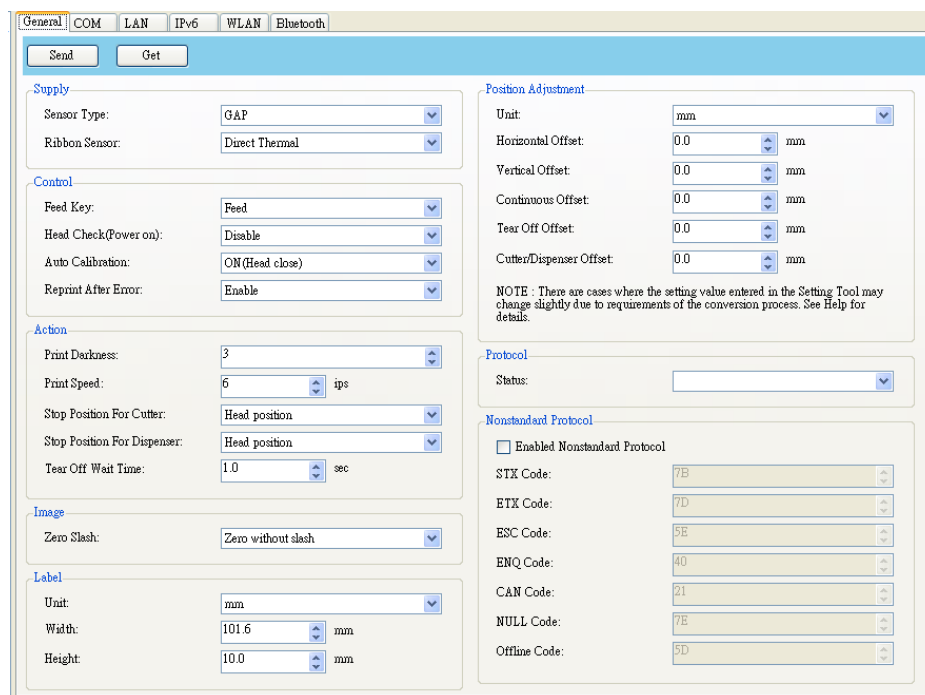 General COM LAN IPv6 WLAN Bluetooth
Send Get
Supply
Sensor Type: GAP
Ribbon Sensor: Direct Thermal
Control
Feed Key: Feed
Head Check(Power on): Disable
Auto Calibration: ON(Head close)
Reprint After Error: Enable
Action
Print Darkness: 3
Print Speed: 6 ips
Stop Position For Cutter: Head position
Stop Position For Dispenser: Head position
Tear Off Wait Time: 1.0 sec
Image
Zero Slash: Zero without slash
Label
Unit: mm
Width: 101.6 mm
Height: 10.0 mm
Position Adjustment
Unit: mm
Horizontal Offset: 0.0 mm
Vertical Offset: 0.0 mm
Continuous Offset: 0.0 mm
Tear Off Offset: 0.0 mm
Cutter/Dispenser Offset: 0.0 mm
NOTE : There are cases where the setting value entered in the Setting Tool may
change slightly due to requirements of the conversion process. See Help for
details.
Protocol
Status:
Nonstandard Protocol
Enabled Nonstandard Protocol
STX Code: 7B
ETX Code: 7D
ESC Code: 5E
ENQ Code: 40
CAN Code: 21
NULL Code: 7E
Offline Code: 5D